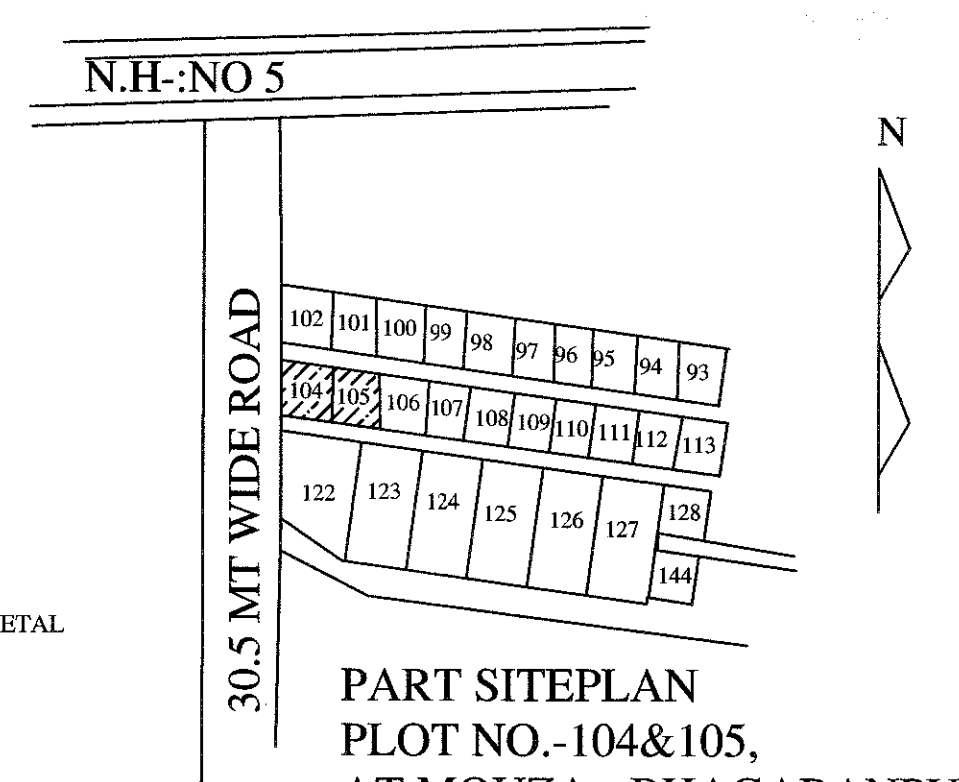 N.H-:NO 5
N
30.5 MT WIDE ROAD
102 101 100 99 98 97 96 95 94 93
104 105 106 107 108 109 110 111 112 113
122 123 124 125 126 127 128
144
ETAL
PART SITEPLAN
PLOT NO.-104&105,